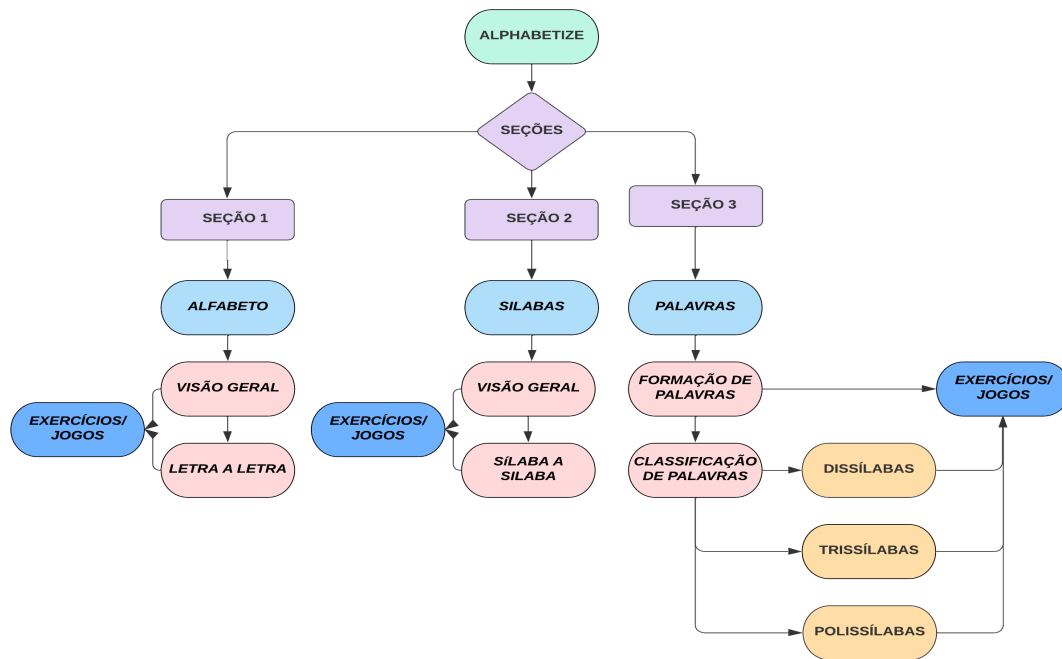 ALPHABETIZE
SEÇÕES
SEÇÃO 1
SEÇÃO 2
SEÇÃO 3
ALFABETO
SILABAS
PALAVRAS
VISÃO GERAL
VISÃO GERAL
FORMAÇÃO DE
PALAVRAS
EXERCÍCIOS/
JOGOS
EXERCÍCIOS/
JOGOS
EXERCÍCIOS/
JOGOS
LETRA A LETRA
SíLABA A
SILABA
CLASSIFICAÇÃO
DE PALAVRAS
DISSÍLABAS
TRISSÍLABAS
POLISSÍLABAS